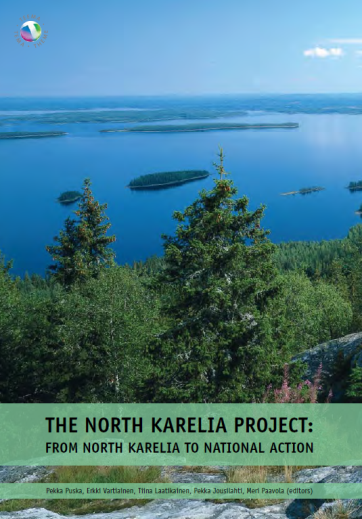 THE NORTH KARELIA PROJECT:
FROM NORTH KARELIA TO NATIONAL ACTION
Pekka Puska, Erkki Vartiainen, Tiina Laatikainen, Pekka Jousilahti, Meri Paavola (editors)